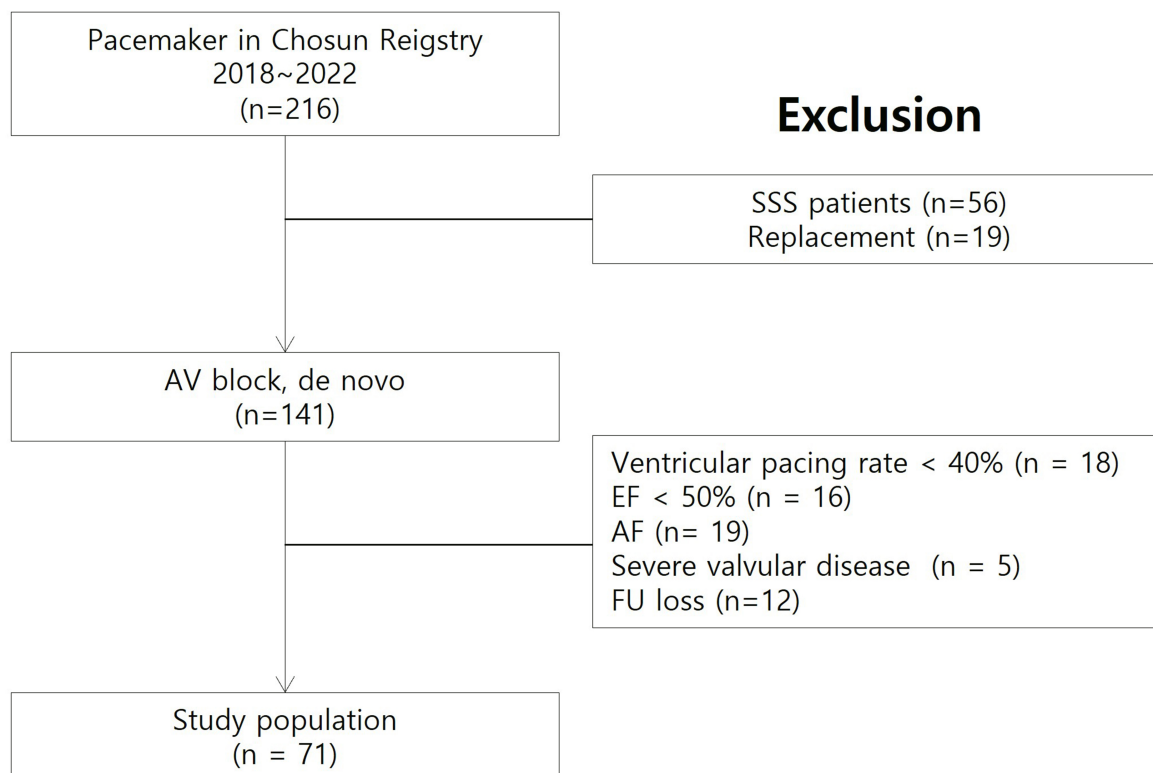 Pacemaker in Chosun Reigstry
2018~2022
(n=216)
Exclusion
SSS patients (n=56)
Replacement (n=19)
AV block, de novo
(n=141)
Ventricular pacing rate < 40% (n = 18)
EF < 50% (n = 16)
AF (n= 19)
Severe valvular disease  (n = 5)
FU loss (n=12)
Study population
(n = 71)